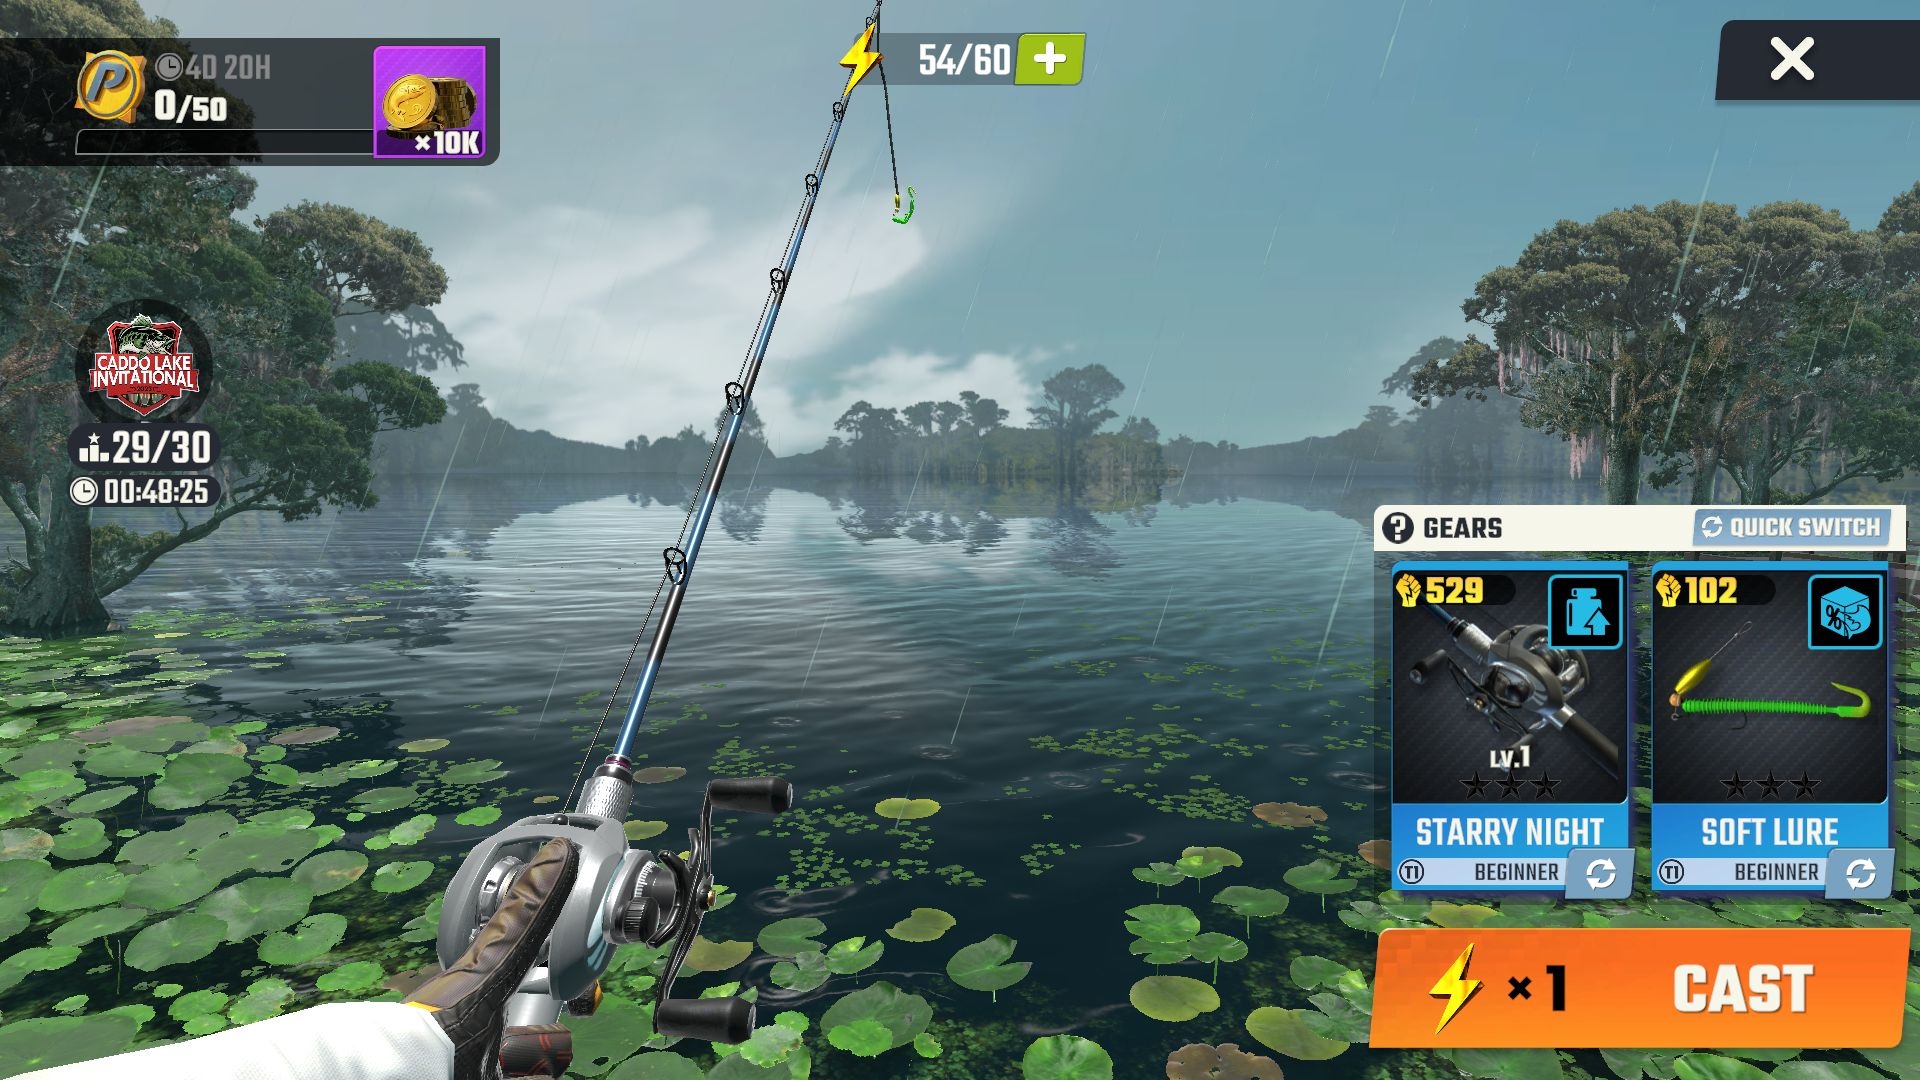 4D 20H
0/50
×10K
54/60
CADDO LAKE
INVITATIONAL
29/30
00:48:25
? GEARS
QUICK SWITCH
529
LV.1
STARRY NIGHT
T1 BEGINNER
102
%
SOFT LURE
T1 BEGINNER
×1 CAST